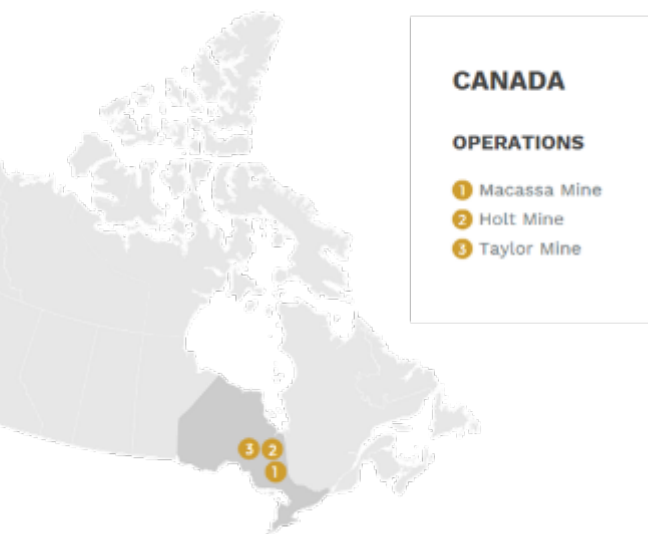 CANADA
OPERATIONS
1 Macassa Mine
2 Holt Mine
3 Taylor Mine
3 2
1